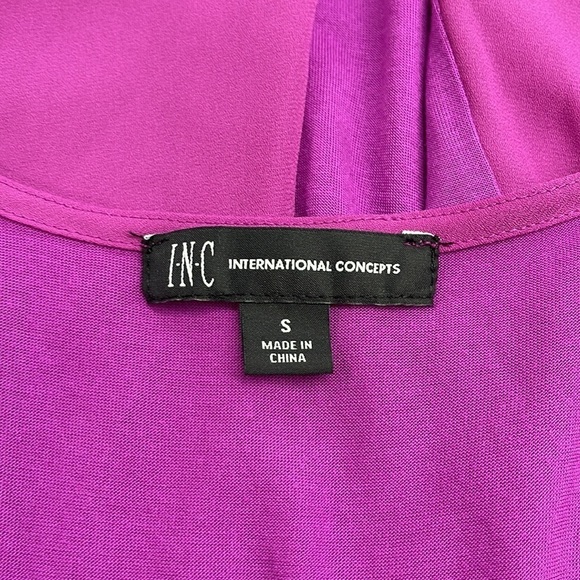 I·N·C INTERNATIONAL CONCEPTS
S
MADE IN
CHINA